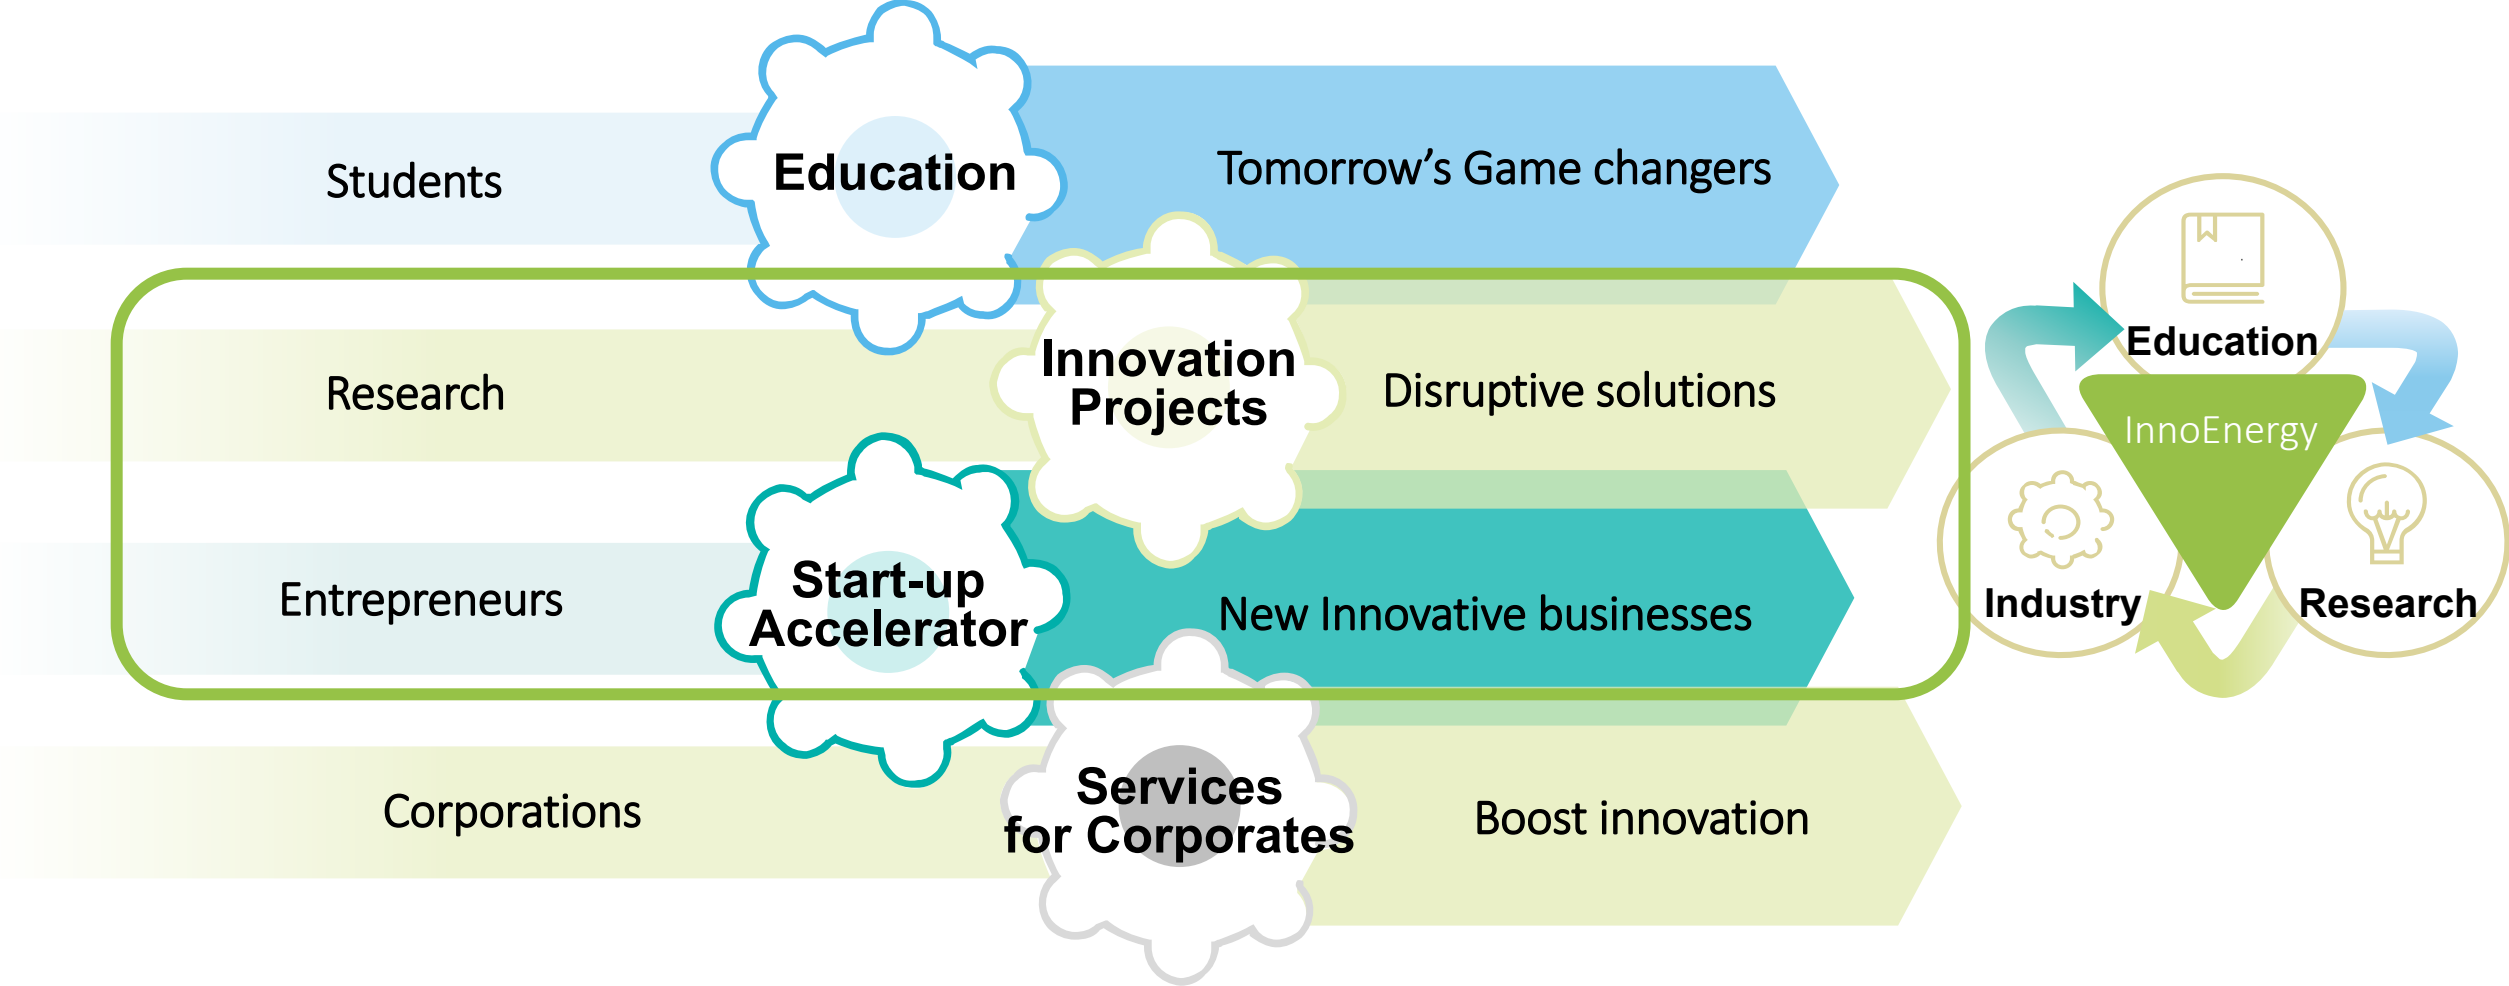 Students
Education
Tomorrow's Game changers
Research
Innovation
Projects
Disruptive solutions
Entrepreneurs
Start-up
Accelerator
New Innovative businesses
Corporations
Services
for Corporates
Boost innovation
Education
InnoEnergy
Industry
Research